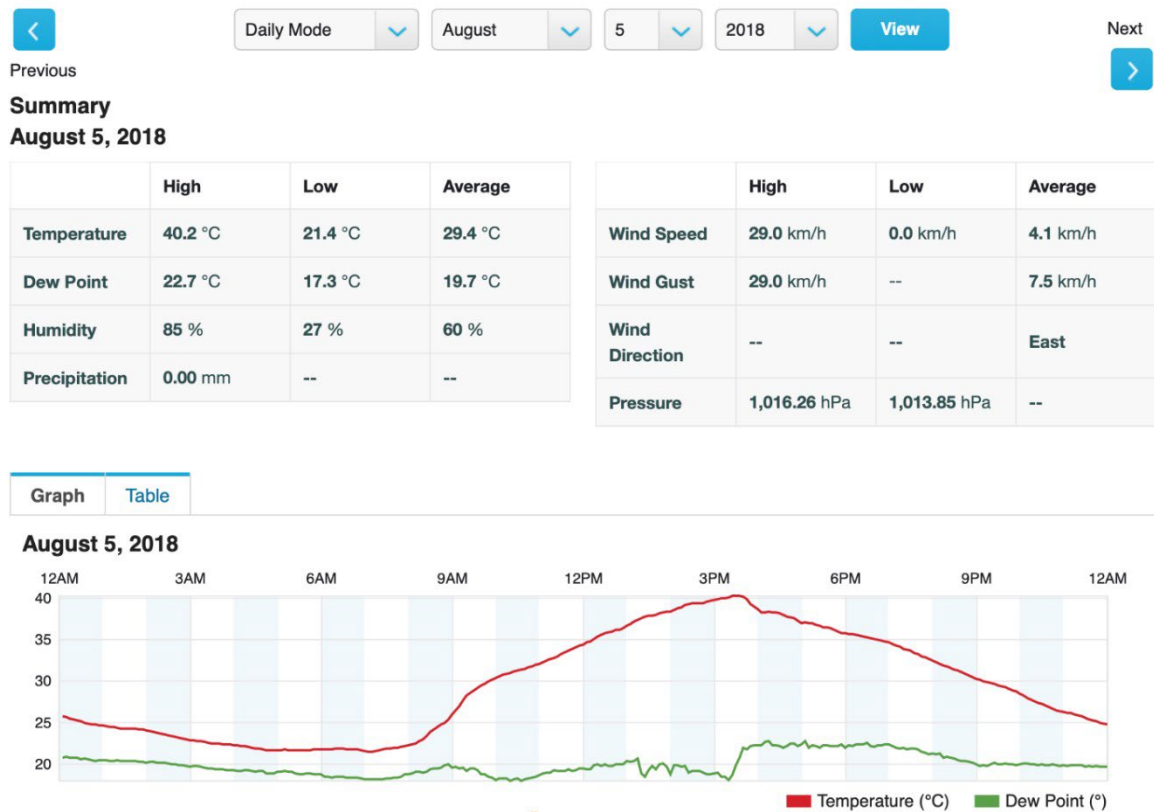 Daily Mode August 5 2018 View Next
Previous
Summary
August 5, 2018
High Low Average
Temperature 40.2 °C 21.4 °C 29.4 °C
Dew Point 22.7 °C 17.3 °C 19.7 °C
Humidity 85 % 27 % 60 %
Precipitation 0.00 mm -- --
High Low Average
Wind Speed 29.0 km/h 0.0 km/h 4.1 km/h
Wind Gust 29.0 km/h -- 7.5 km/h
Wind
Direction -- -- East
Pressure 1,016.26 hPa 1,013.85 hPa --
Graph Table
August 5, 2018
12AM 3AM 6AM 9AM 12PM 3PM 6PM 9PM 12AM
40
35
30
25
20
Temperature (°C) Dew Point (°)